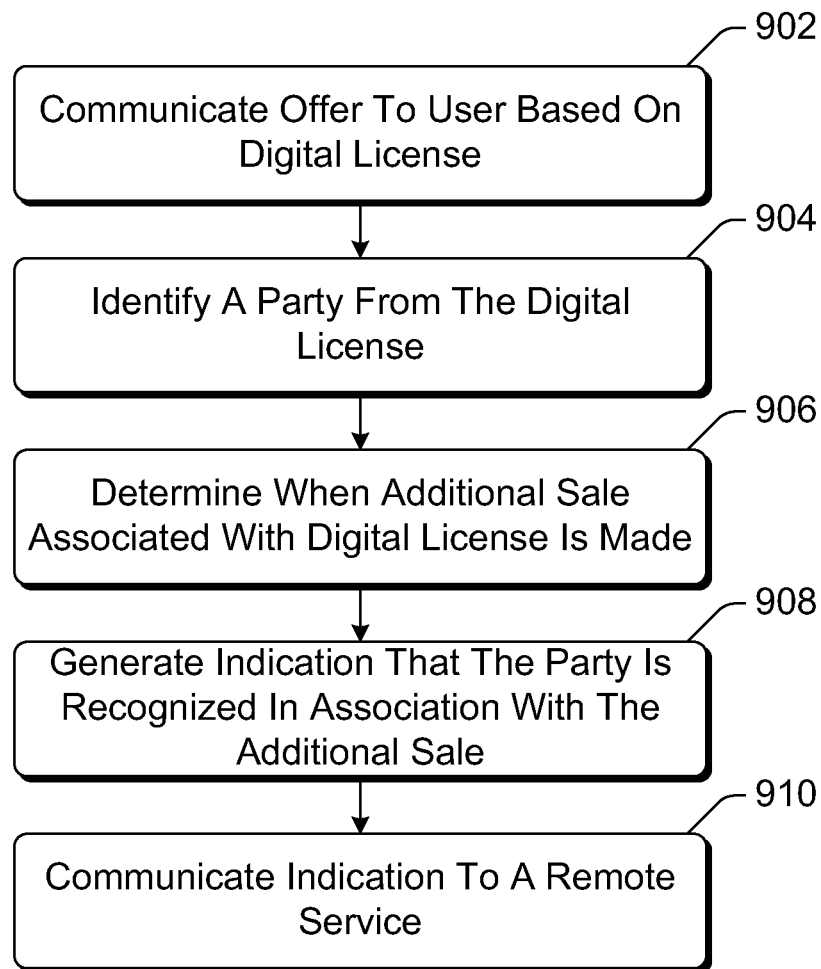 902
Communicate Offer To User Based On
Digital License
904
Identify A Party From The Digital
License
906
Determine When Additional Sale
Associated With Digital License Is Made
908
Generate Indication That The Party Is
Recognized In Association With The
Additional Sale
910
Communicate Indication To A Remote
Service